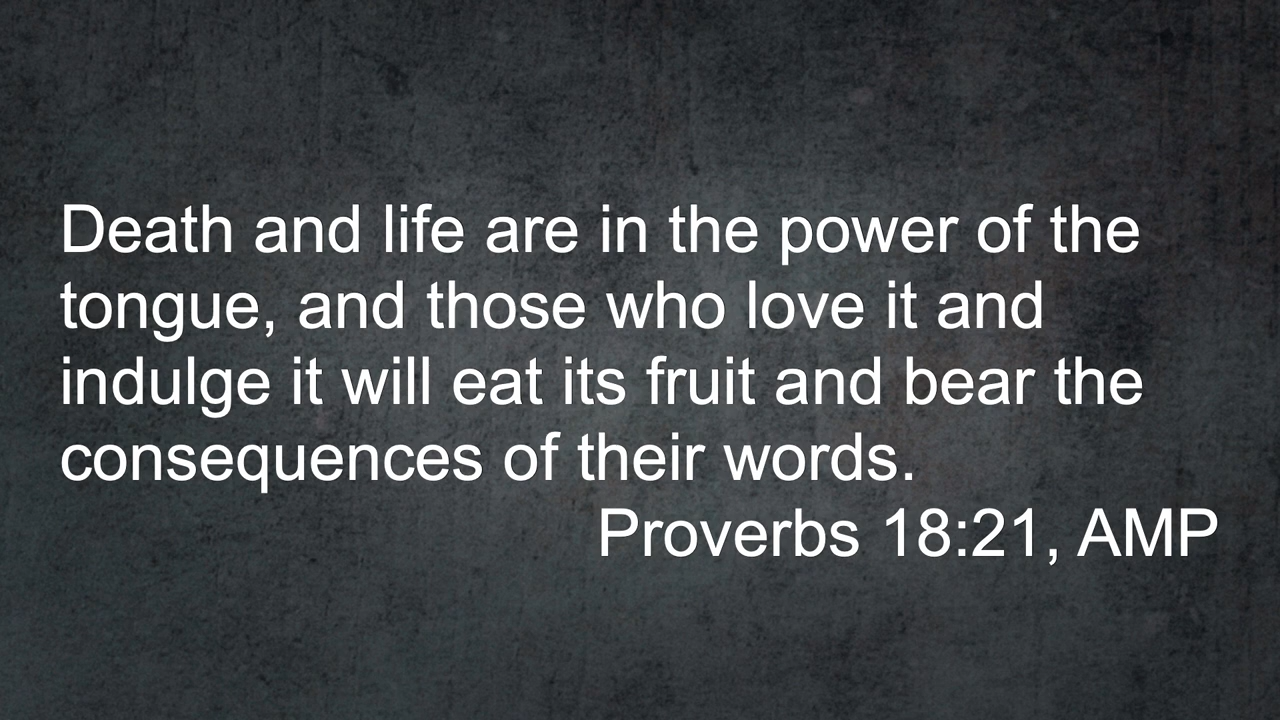 Death and life are in the power of the
tongue, and those who love it and
indulge it will eat its fruit and bear the
consequences of their words.
Proverbs 18:21, AMP